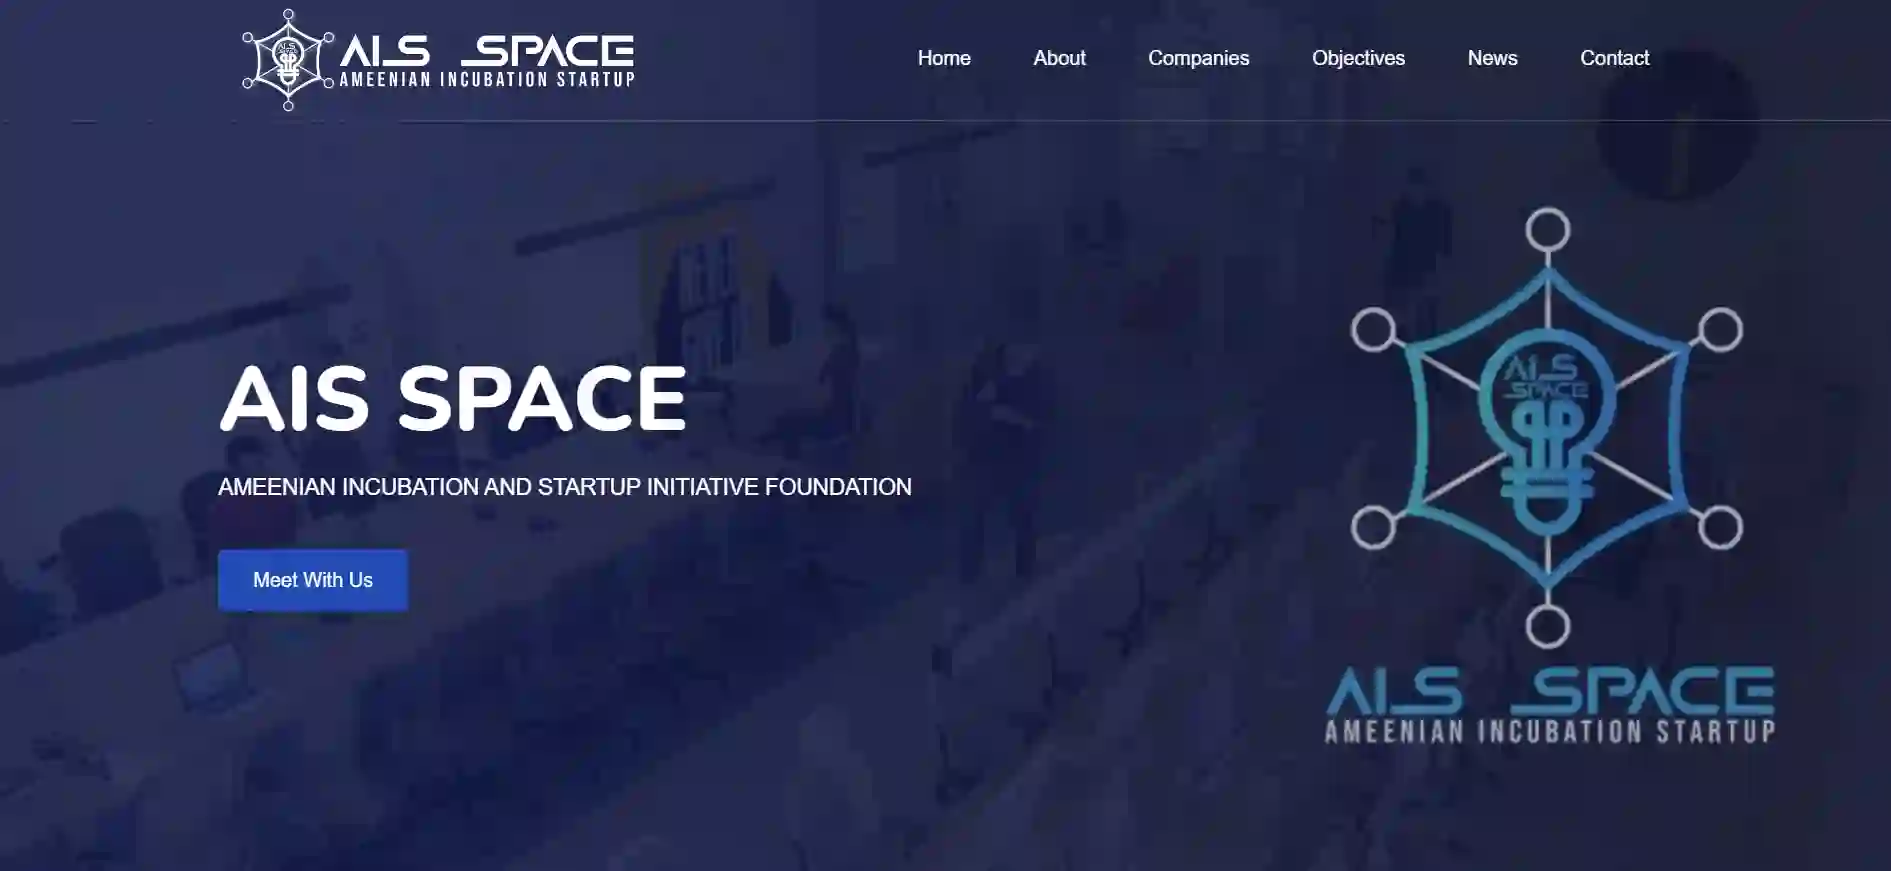 AIS SPACE
AMEENIAN INCUBATION STARTUP
Home About Companies Objectives News Contact
AIS SPACE
AMEENIAN INCUBATION AND STARTUP INITIATIVE FOUNDATION
Meet With Us
AIS
SPACE
AIS SPACE
AMEENIAN INCUBATION STARTUP